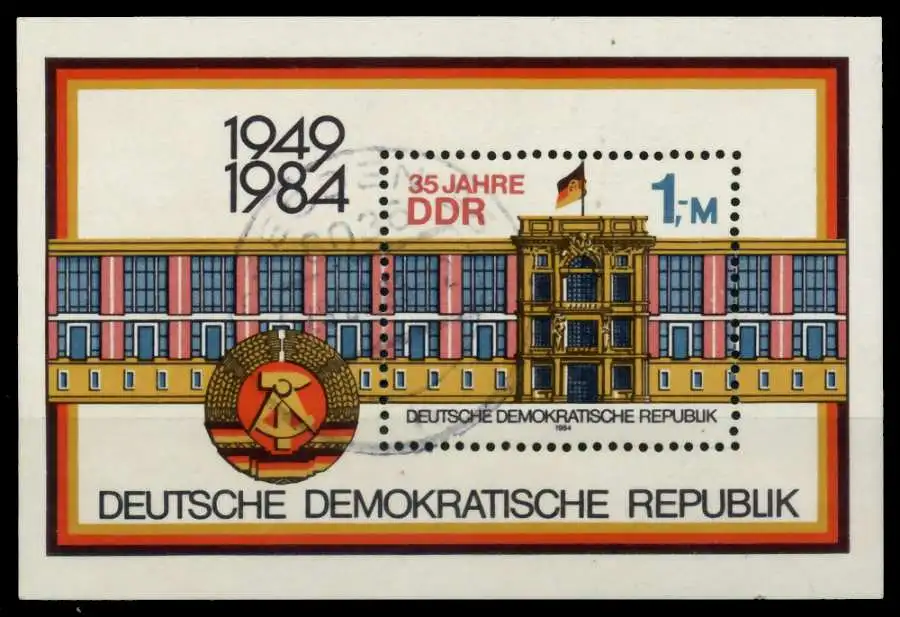 1949
1984
35 JAHRE
DDR
1,-M
DEUTSCHE DEMOKRATISCHE REPUBLIK
1984
DEUTSCHE DEMOKRATISCHE REPUBLIK